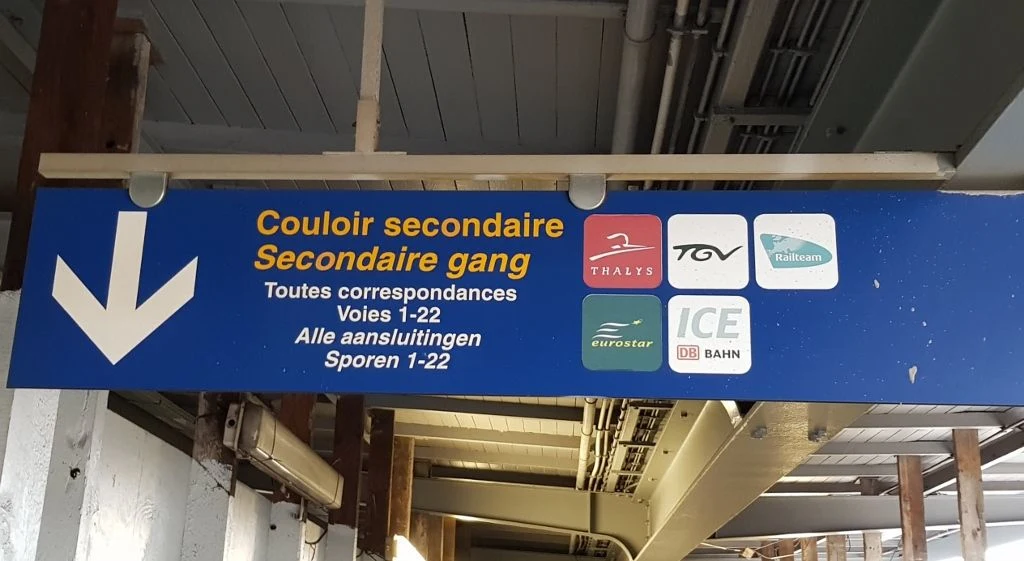 Couloir secondaire
Secondaire gang
Toutes correspondances
Voies 1-22
Alle aansluitingen
Sporen 1-22
THALYS
TGV
Railteam
eurostar
ICE
DB BAHN